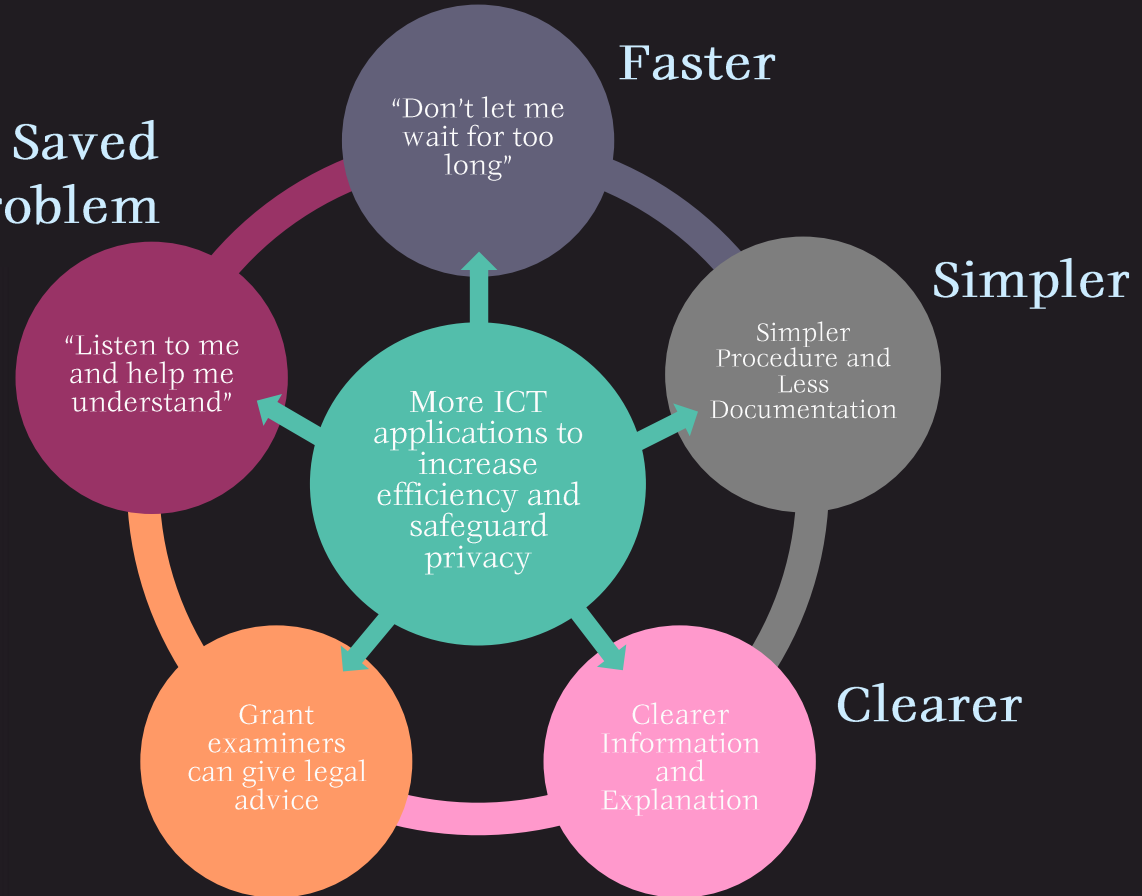 Faster
“Don’t let me
wait for too
long”
Saved
Simpler
Simpler
Procedure and
Less
Documentation
“Listen to me
and help me
understand”
More ICT
applications to
increase
efficiency and
safeguard
privacy
Clearer
Clearer
Information
and
Explanation
Grant
examiners
can give legal
advice